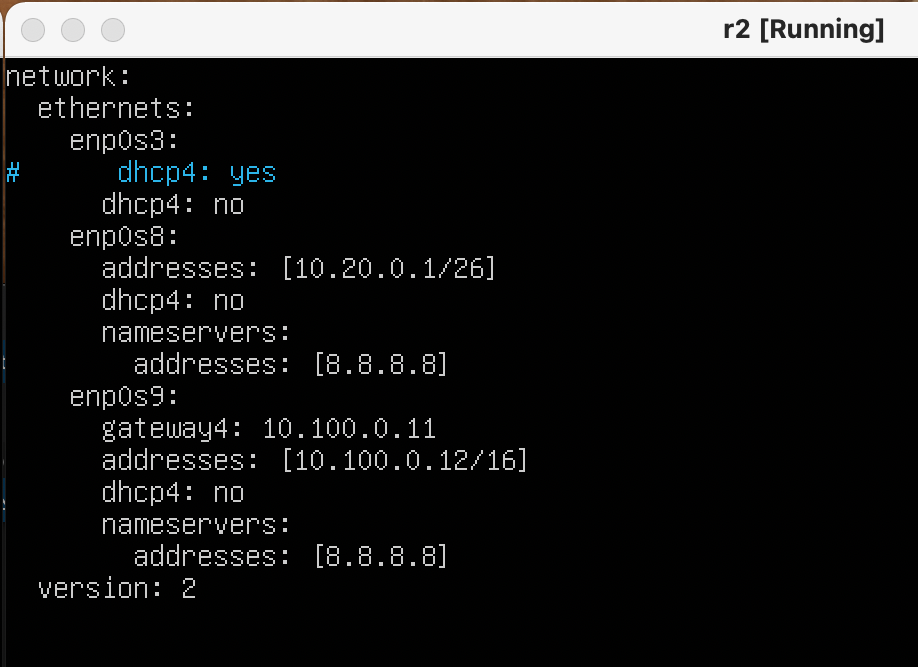 r2 [Running]
network:
  ethernets:
    enp0s3:
#      dhcp4: yes
      dhcp4: no
    enp0s8:
      addresses: [10.20.0.1/26]
      dhcp4: no
      nameservers:
        addresses: [8.8.8.8]
    enp0s9:
      gateway4: 10.100.0.11
      addresses: [10.100.0.12/16]
      dhcp4: no
      nameservers:
        addresses: [8.8.8.8]
  version: 2